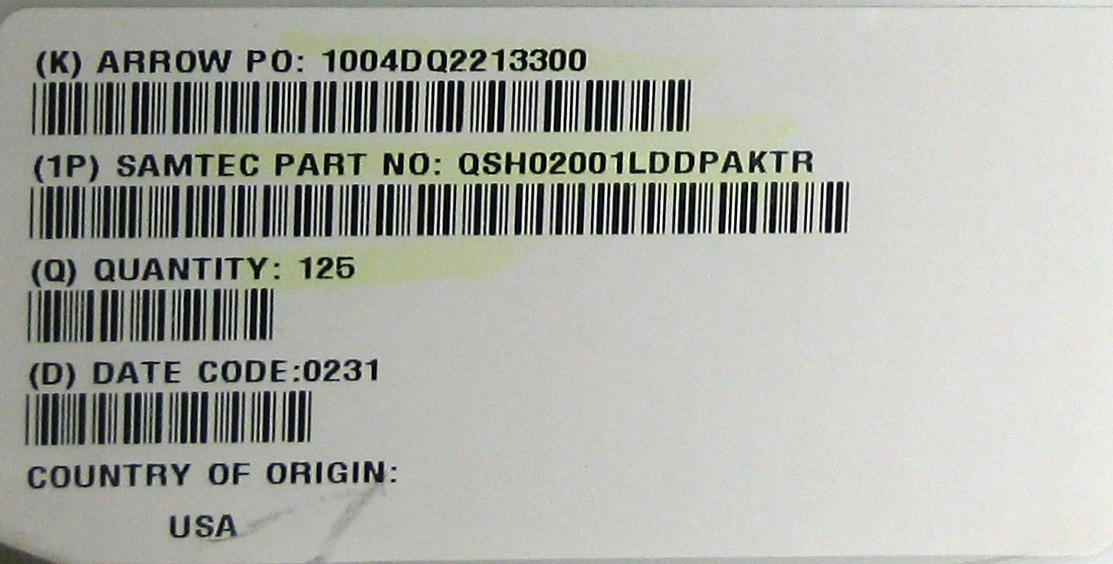 (K) ARROW PO: 1004DQ2213300
(1P) SAMTEC PART NO: QSH02001LDDPAKTR
(Q) QUANTITY: 125
(D) DATE CODE:0231
COUNTRY OF ORIGIN:
USA